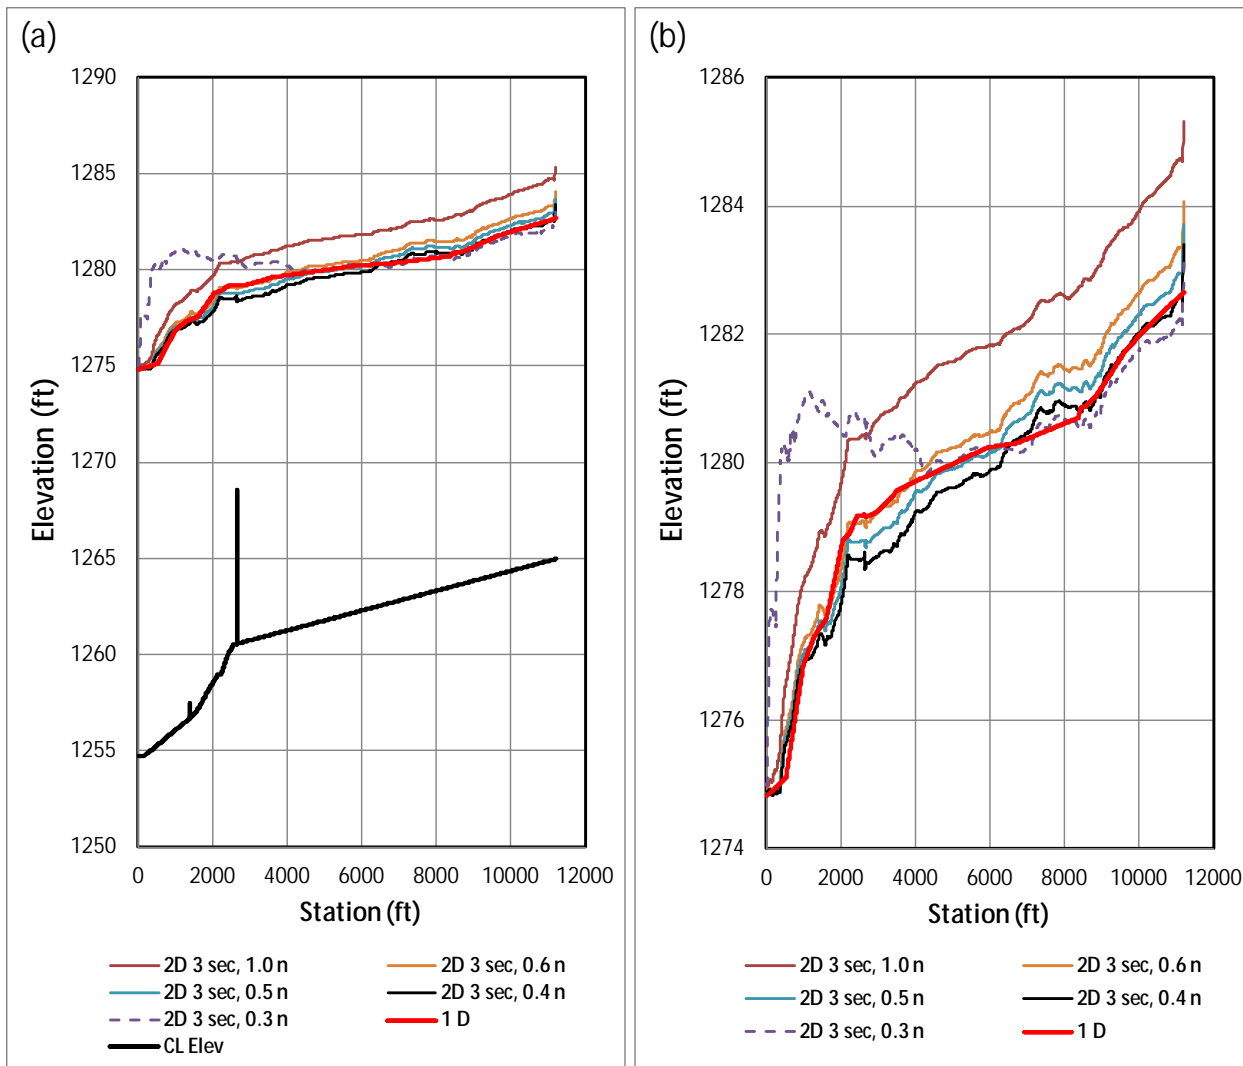 (a)
1290
1285
1280
1275
1270
1265
1260
1255
1250
Elevation (ft)
0 2000 4000 6000 8000 10000 12000
Station (ft)
2D 3 sec, 1.0 n
2D 3 sec, 0.6 n
2D 3 sec, 0.5 n
2D 3 sec, 0.4 n
2D 3 sec, 0.3 n
1 D
CL Elev
(b)
1286
1284
1282
1280
1278
1276
1274
Elevation (ft)
0 2000 4000 6000 8000 10000 12000
Station (ft)
2D 3 sec, 1.0 n
2D 3 sec, 0.6 n
2D 3 sec, 0.5 n
2D 3 sec, 0.4 n
2D 3 sec, 0.3 n
1 D